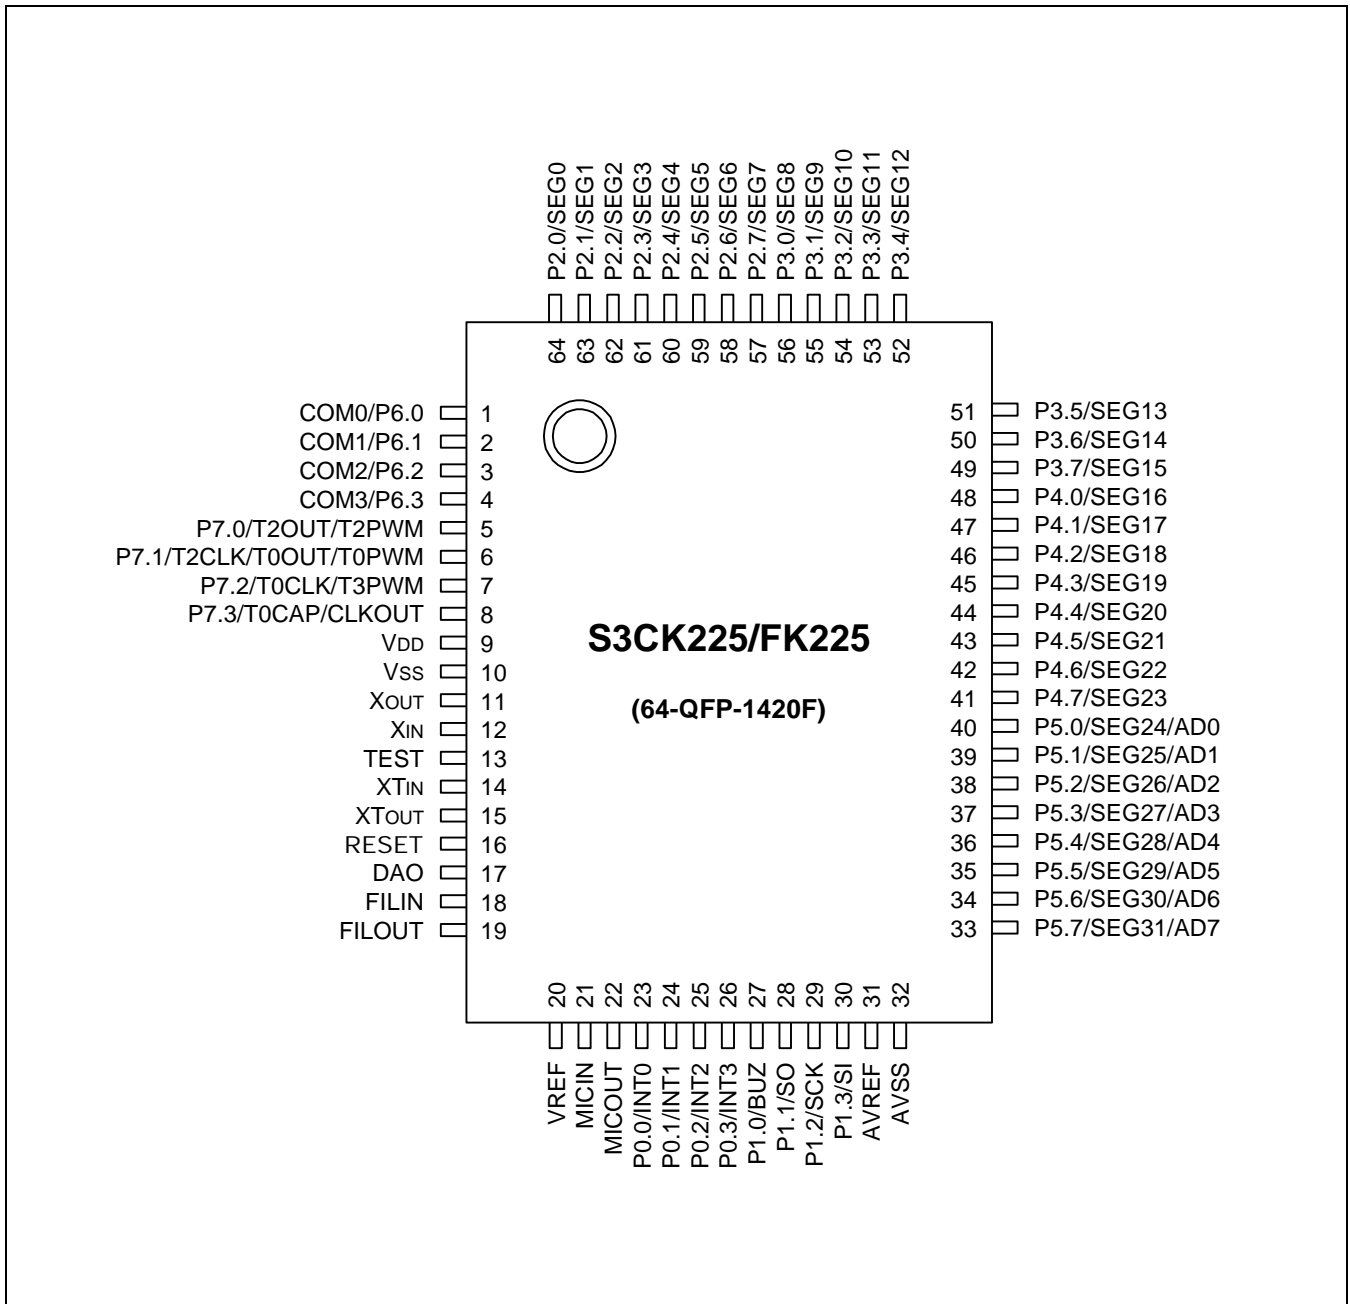 P2.0/SEG0
P2.1/SEG1
P2.2/SEG2
P2.3/SEG3
P2.4/SEG4
P2.5/SEG5
P2.6/SEG6
P2.7/SEG7
P3.0/SEG8
P3.1/SEG9
P3.2/SEG10
P3.3/SEG11
P3.4/SEG12
64
63
62
61
60
59
58
57
56
55
54
53
52
COM0/P6.0 1
COM1/P6.1 2
COM2/P6.2 3
COM3/P6.3 4
P7.0/T2OUT/T2PWM 5
P7.1/T2CLK/T0OUT/T0PWM 6
P7.2/T0CLK/T3PWM 7
P7.3/T0CAP/CLKOUT 8
VDD 9
VSS 10
XOUT 11
XIN 12
TEST 13
XTIN 14
XTOUT 15
RESET 16
DAO 17
FILIN 18
FILOUT 19
S3CK225/FK225
(64-QFP-1420F)
51 P3.5/SEG13
50 P3.6/SEG14
49 P3.7/SEG15
48 P4.0/SEG16
47 P4.1/SEG17
46 P4.2/SEG18
45 P4.3/SEG19
44 P4.4/SEG20
43 P4.5/SEG21
42 P4.6/SEG22
41 P4.7/SEG23
40 P5.0/SEG24/AD0
39 P5.1/SEG25/AD1
38 P5.2/SEG26/AD2
37 P5.3/SEG27/AD3
36 P5.4/SEG28/AD4
35 P5.5/SEG29/AD5
34 P5.6/SEG30/AD6
33 P5.7/SEG31/AD7
20
21
22
23
24
25
26
27
28
29
30
31
32
VREF
MICIN
MICOUT
P0.0/INT0
P0.1/INT1
P0.2/INT2
P0.3/INT3
P1.0/BUZ
P1.1/SO
P1.2/SCK
P1.3/SI
AVREF
AVSS